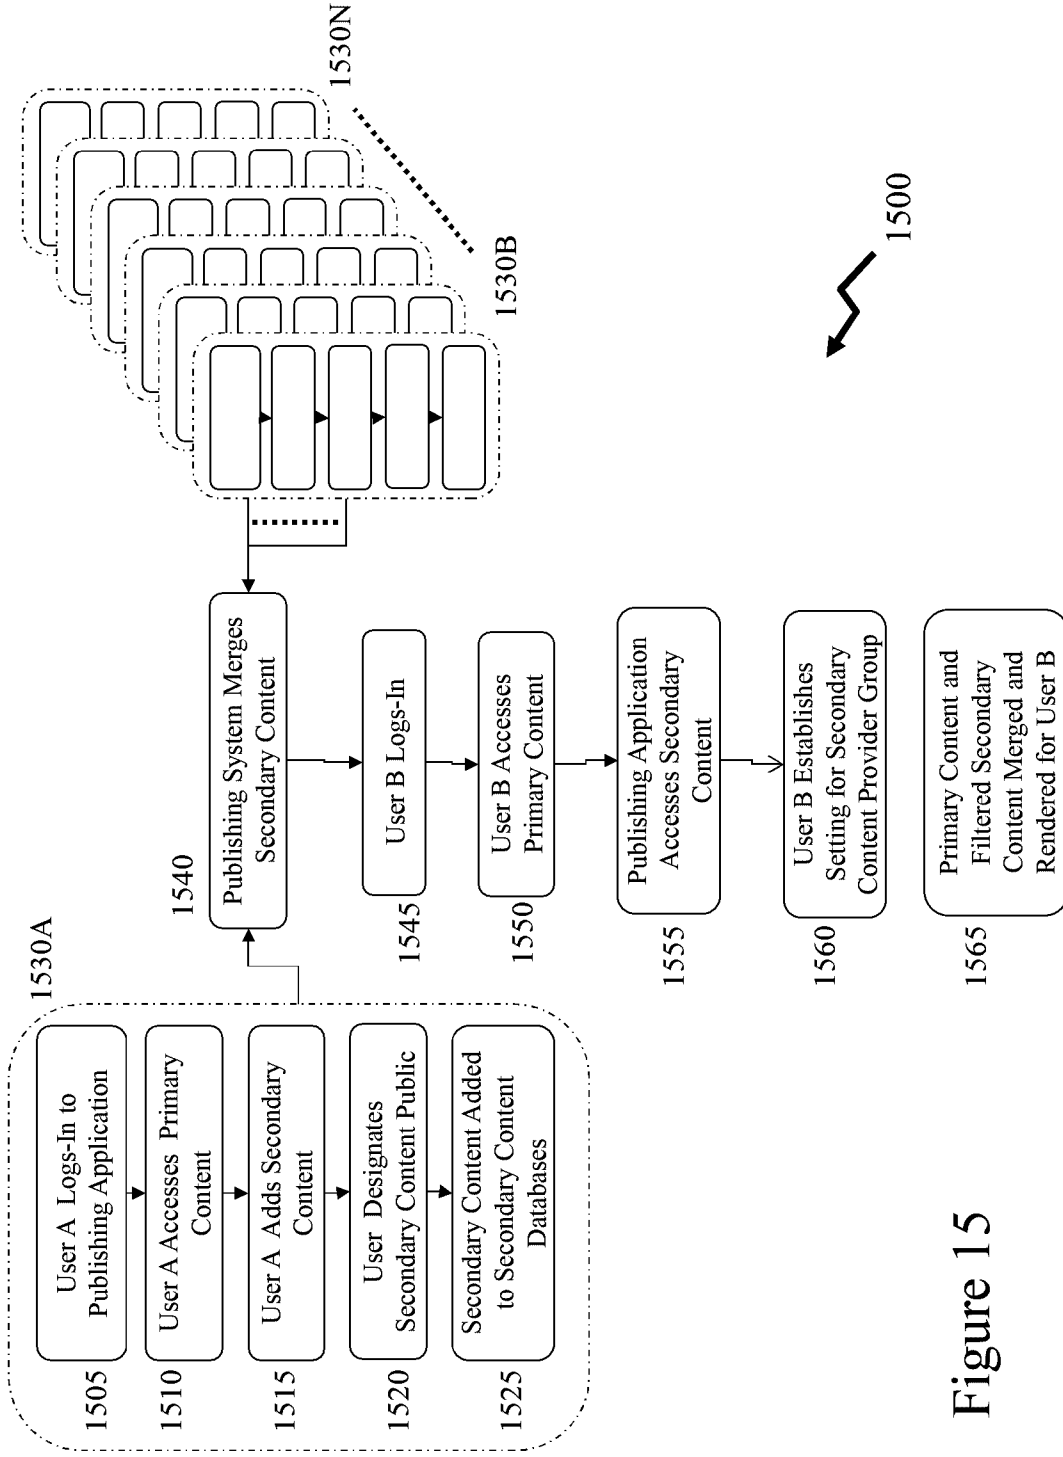 1530A
1505
User A Logs-In to
Publishing Application
1510
User A Accesses Primary
Content
1515
User A Adds Secondary
Content
1520
User Designates
Secondary Content Public
1525
Secondary Content Added
to Secondary Content
Databases
1540
Publishing System Merges
Secondary Content
1545
User B Logs-In
1550
User B Accesses
Primary Content
1555
Publishing Application
Accesses Secondary
Content
1560
User B Establishes
Setting for Secondary
Content Provider Group
1565
Primary Content and
Filtered Secondary
Content Merged and
Rendered for User B
1530N
1530B
1500
Figure 15